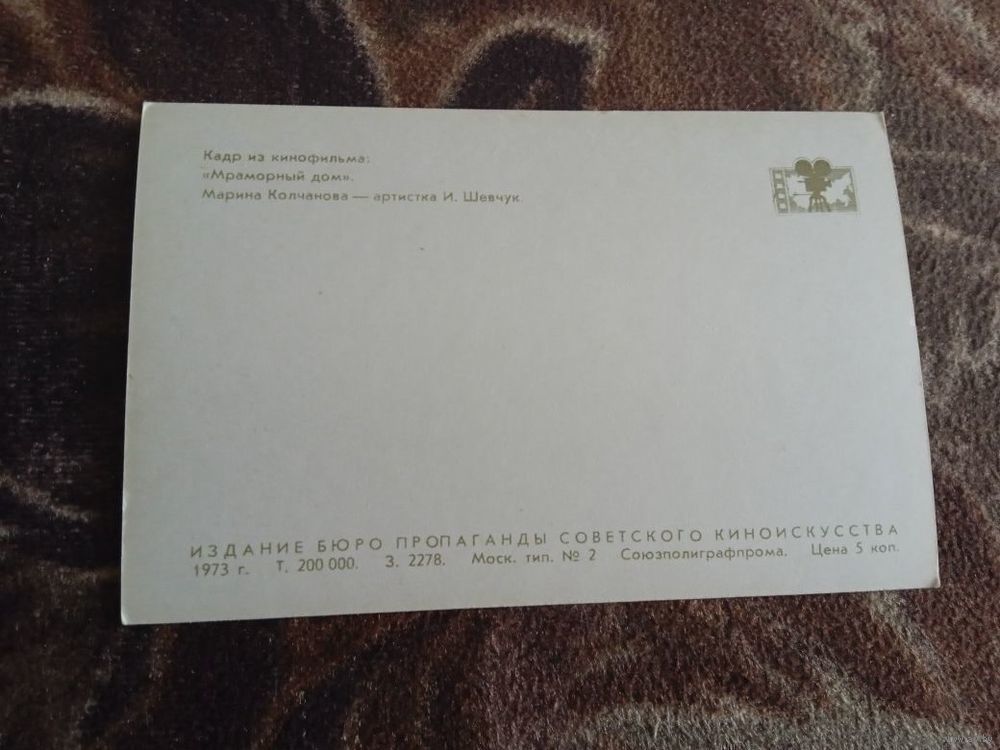 Кадр из кинофильма:
«Мраморный дом».
Марина Колчанова — артистка И. Шевчук.
ИЗДАНИЕ БЮРО ПРОПАГАНДЫ СОВЕТСКОГО КИНОИСКУССТВА
1973 г. Т. 200 000. З. 2278. Моск. тип. № 2 Союзполиграфпрома. Цена 5 коп.